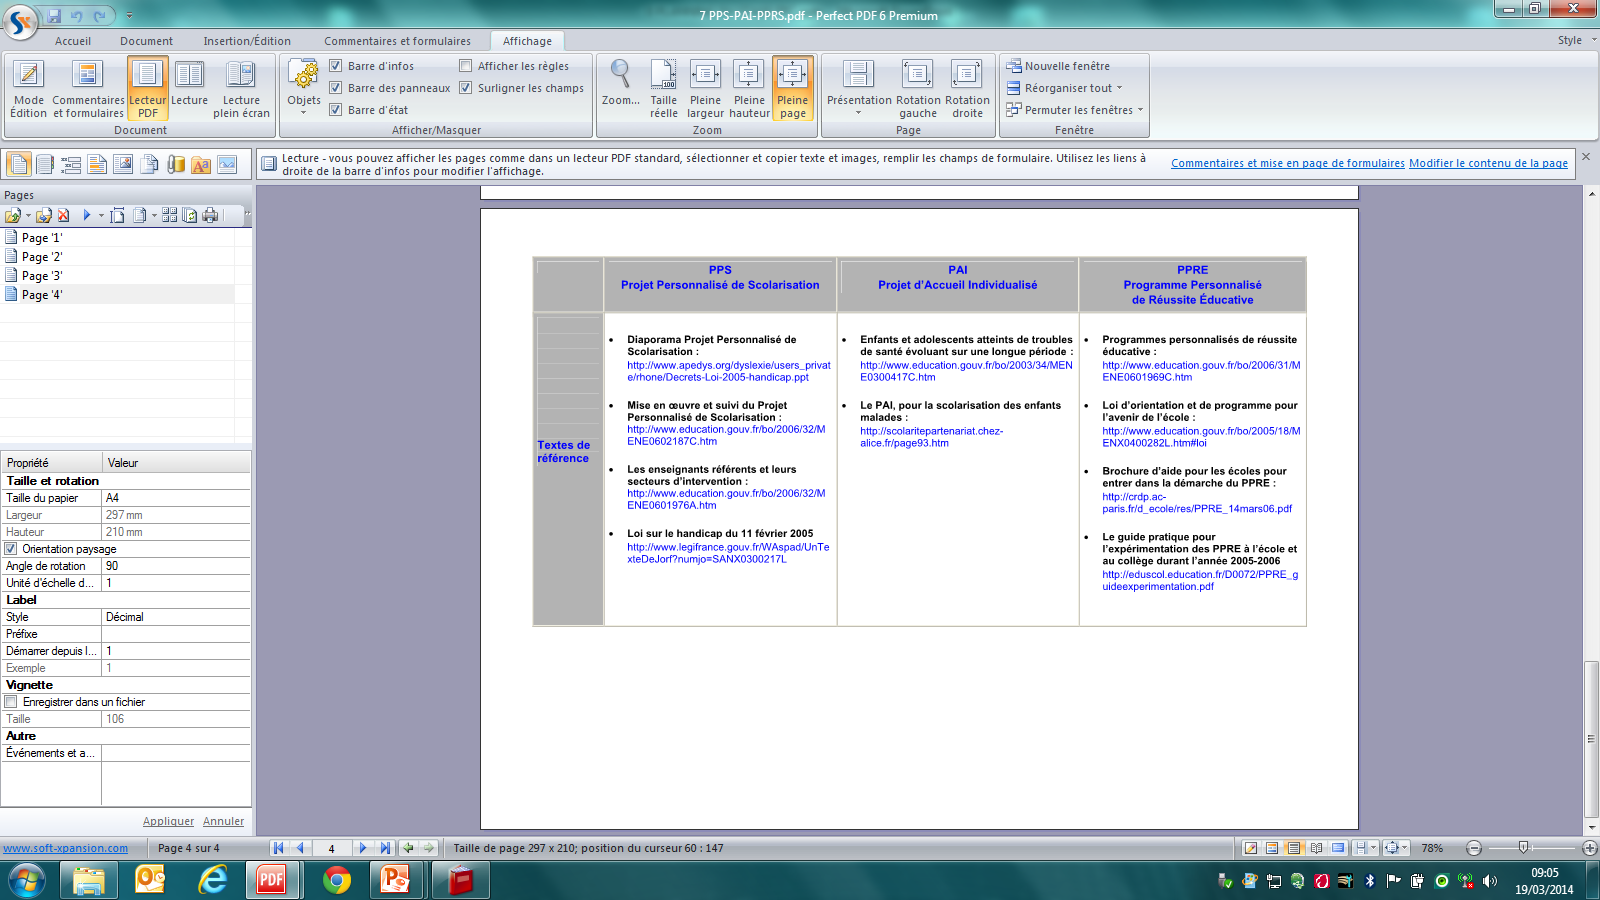 7 PPS-PAI-PPRS.pdf - Perfect PDF 6 Premium
Accueil
Document
Insertion/Édition
Commentaires et formulaires
Affichage
Style
Mode Édition
Commentaires et formulaires
Lecteur PDF
Lecture
Lecture plein écran
Document
Objets
Barre d'infos
Barre des panneaux
Barre d'état
Afficher les règles
Surligner les champs
Afficher/Masquer
Zoom...
Taille réelle
100
Pleine largeur
Pleine hauteur
Pleine page
Zoom
Présentation
Rotation gauche
Rotation droite
Page
Nouvelle fenêtre
Réorganiser tout
Permuter les fenêtres
Fenêtre
Lecture - vous pouvez afficher les pages comme dans un lecteur PDF standard, sélectionner et copier texte et images, remplir les champs de formulaire. Utilisez les liens à
droite de la barre d'infos pour modifier l'affichage.
Commentaires et mise en page de formulaires
Modifier le contenu de la page
Pages
Page '1'
Page '2'
Page '3'
Page '4'
Propriété Valeur
Taille et rotation
Taille du papier A4
Largeur 297 mm
Hauteur 210 mm
Orientation paysage
Angle de rotation 90
Unité d'échelle d... 1
Label
Style Décimal
Préfixe
Démarrer depuis l... 1
Exemple 1
Vignette
Enregistrer dans un fichier
Taille 106
Autre
Événements et a...
Appliquer Annuler
PPS
Projet Personnalisé de Scolarisation
PAI
Projet d'Accueil Individualisé
PPRE
Programme Personnalisé
de Réussite Éducative
Textes de
référence
• Diaporama Projet Personnalisé de
Scolarisation :
http://www.apedys.org/dyslexie/users_privat
e/rhone/Decrets-Loi-2005-handicap.ppt
• Mise en œuvre et suivi du Projet
Personnalisé de Scolarisation :
http://www.education.gouv.fr/bo/2006/32/M
ENE0602187C.htm
• Les enseignants référents et leurs
secteurs d'intervention :
http://www.education.gouv.fr/bo/2006/32/M
ENE0601976A.htm
• Loi sur le handicap du 11 février 2005
http://www.legifrance.gouv.fr/WAspad/UnTe
xteDeJorf?numjo=SANX0300217L
• Enfants et adolescents atteints de troubles
de santé évoluant sur une longue période :
http://www.education.gouv.fr/bo/2003/34/MEN
E0300417C.htm
• Le PAI, pour la scolarisation des enfants
malades :
http://scolaritepartenariat.chez-
alice.fr/page93.htm
• Programmes personnalisés de réussite
éducative :
http://www.education.gouv.fr/bo/2006/31/M
ENE0601969C.htm
• Loi d'orientation et de programme pour
l'avenir de l'école :
http://www.education.gouv.fr/bo/2005/18/M
ENX0400282L.htm#loi
• Brochure d'aide pour les écoles pour
entrer dans la démarche du PPRE :
http://crdp.ac-
paris.fr/d_ecole/res/PPRE_14mars06.pdf
• Le guide pratique pour
l'expérimentation des PPRE à l'école et
au collège durant l'année 2005-2006
http://eduscol.education.fr/D0072/PPRE_g
uideexperimentation.pdf
www.soft-xpansion.com
Page 4 sur 4
4
Taille de page 297 x 210; position du curseur 60 : 147
78%
PDF
09:05
19/03/2014